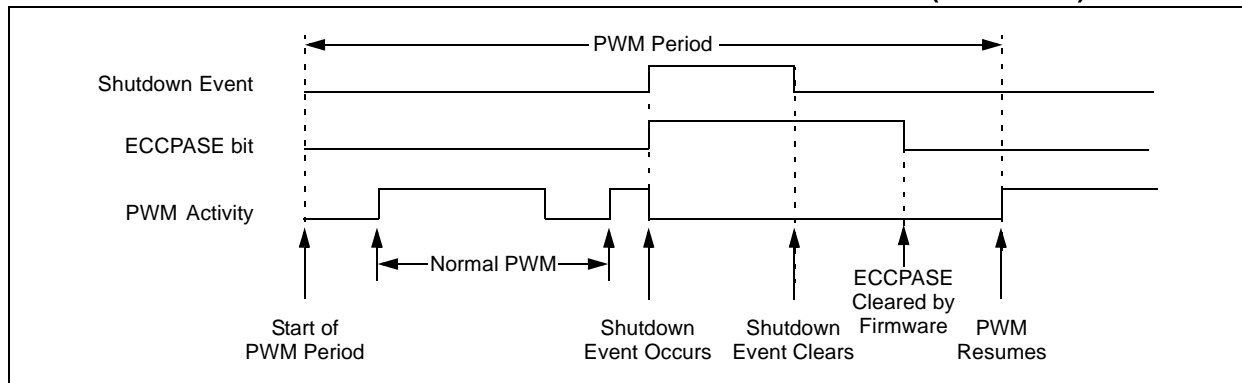 PWM Period
Shutdown Event
ECCPASE bit
PWM Activity
Normal PWM
Start of
PWM Period
Shutdown
Event Occurs
Shutdown
Event Clears
ECCPASE
Cleared by
Firmware
PWM
Resumes